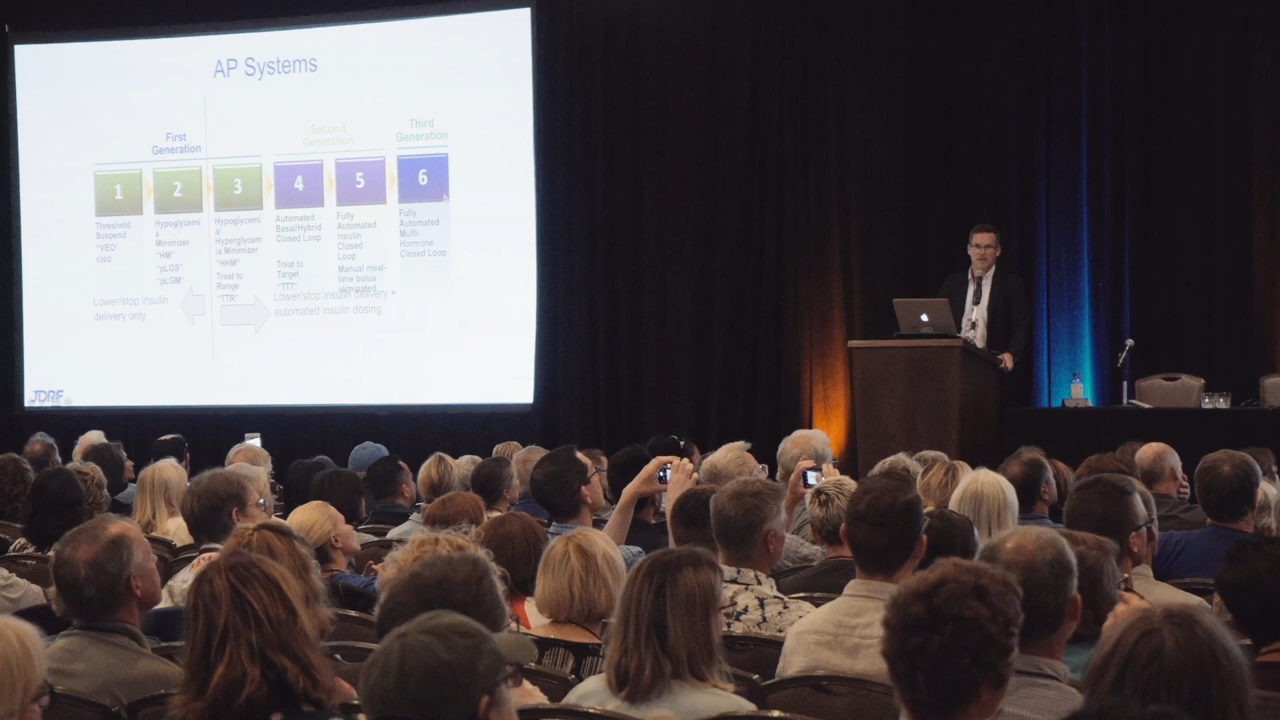 AP Systems
First
Generation
Second
Generation
Third
Generation
1
2
3
4
5
6
Threshold
Suspend
"VEO"
Hypoglycemi
a
Minimizer
"HM"
"pLGS"
"pLGM"
Hypoglycemi
a/
Hyperglycem
ia Minimizer
"HHM"
Treat to
Range
"TTR"
Automated
Basal/Hybrid
Closed Loop
Treat to
Target
"TTT"
Fully
Automated
Insulin
Closed
Loop
Manual meal-
time bolus
eliminated
Fully
Automated
Multi-
Hormone
Closed Loop
Lower/stop insulin
delivery only
Lower/stop insulin delivery +
automated insulin dosing
JDRF